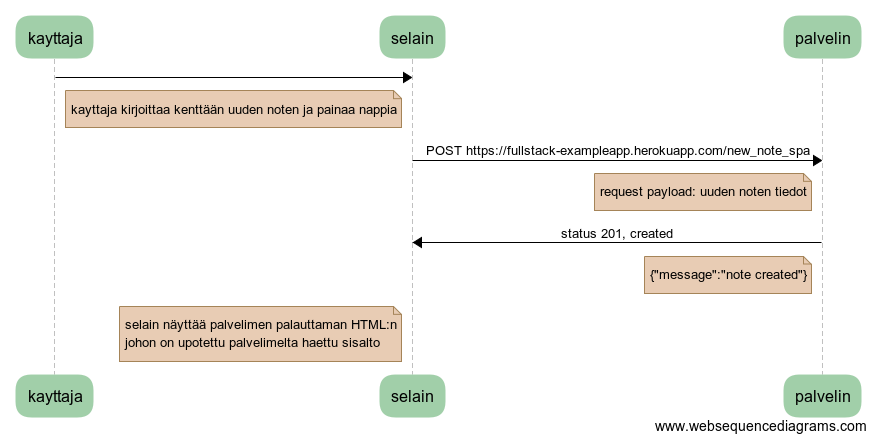 kayttaja
selain
palvelin
kayttaja kirjoittaa kenttään uuden noten ja painaa nappia
POST https://fullstack-exampleapp.herokuapp.com/new_note_spa
request payload: uuden noten tiedot
status 201, created
{"message":"note created"}
selain näyttää palvelimen palauttaman HTML:n
johon on upotettu palvelimelta haettu sisalto
kayttaja
selain
palvelin
www.websequencediagrams.com